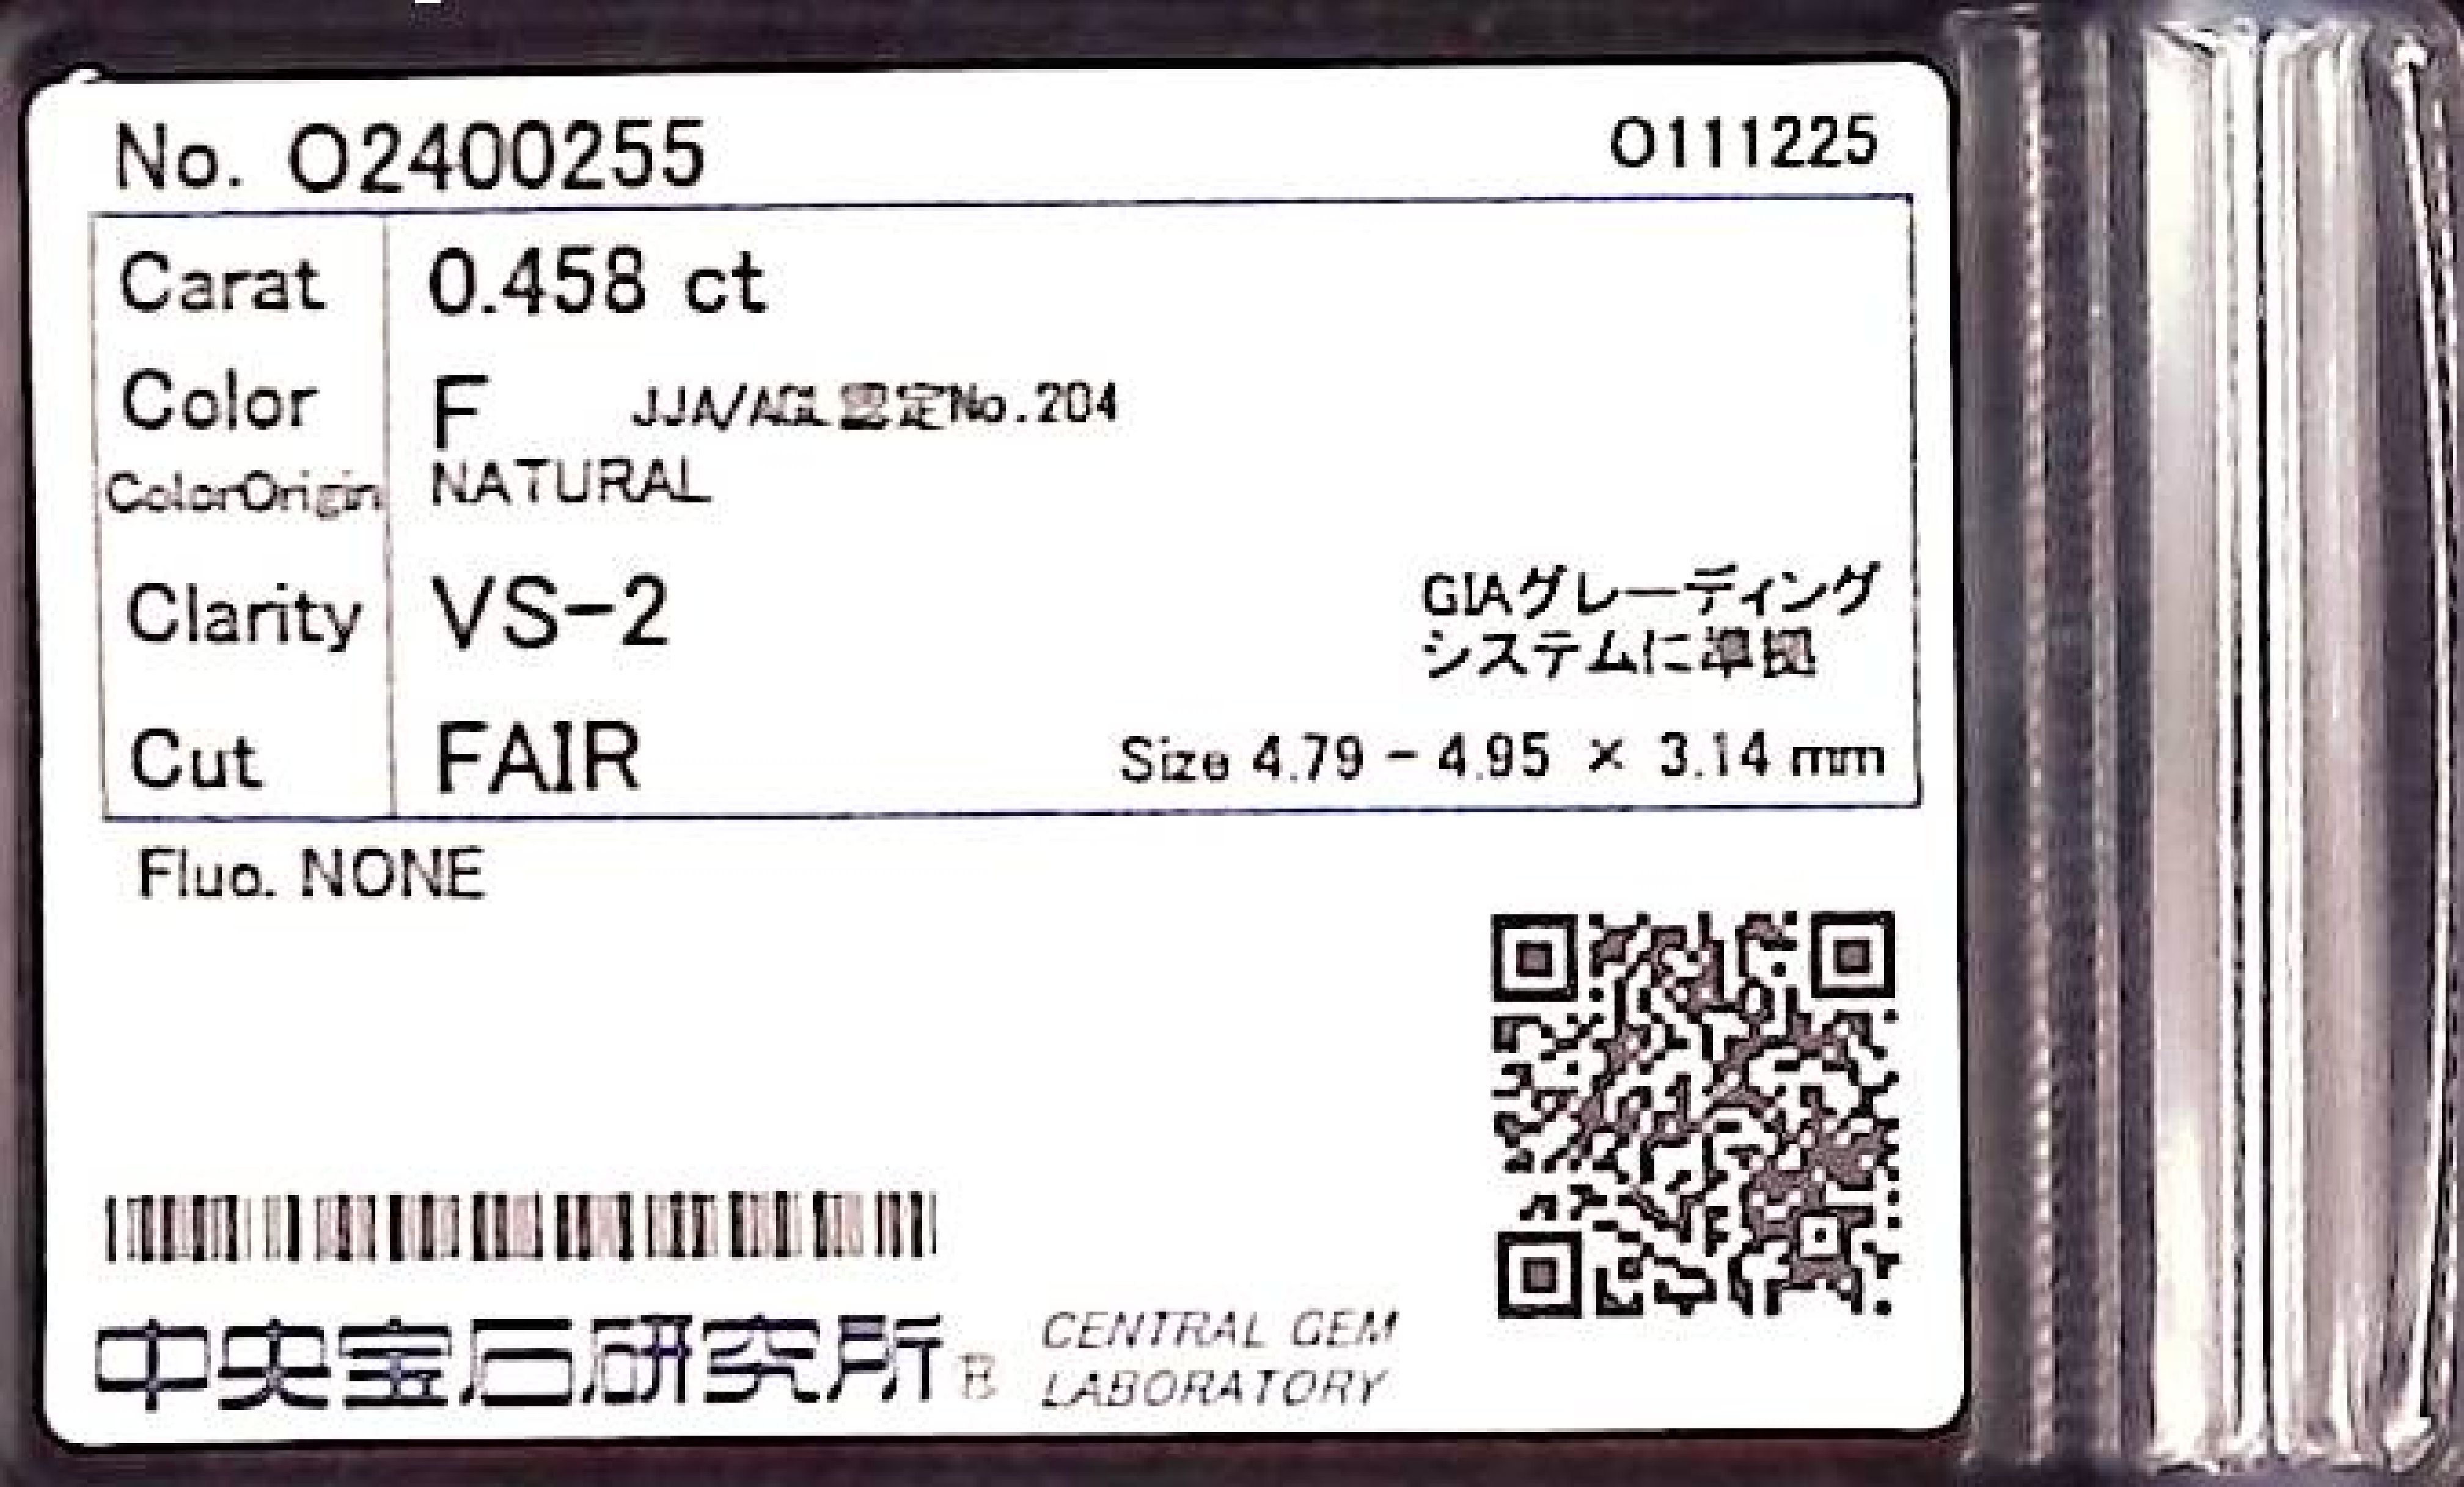 No. O2400255 O111225
Carat 0.458 ct
Color F JJA/AGL認定No.204
ColorOrigin NATURAL
Clarity VS-2
GIAグレーディング
システムに準拠
Cut FAIR Size 4.79 - 4.95 × 3.14 mm
Fluo. NONE
中央宝石研究所 B CENTRAL GEM
LABORATORY